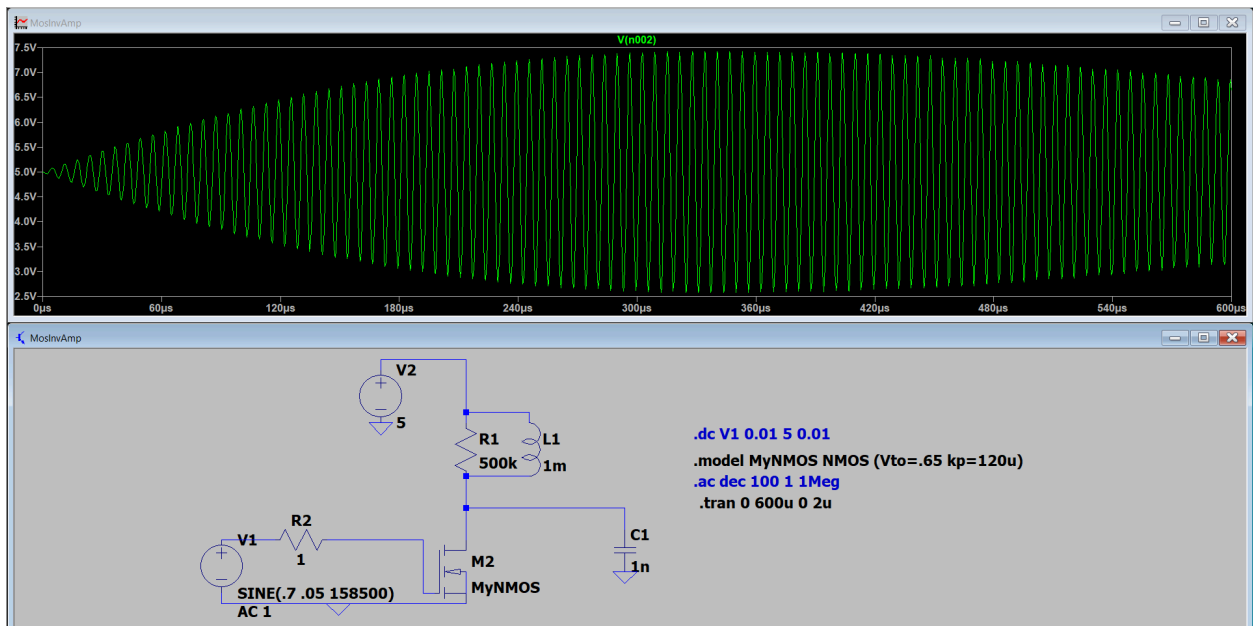 MosInvAmp
V(n002)
7.5V
7.0V
6.5V
6.0V
5.5V
5.0V
4.5V
4.0V
3.5V
3.0V
2.5V
0µs 60µs 120µs 180µs 240µs 300µs 360µs 420µs 480µs 540µs 600µs
MosInvAmp
V2
5
R1
500k
L1
1m
.dc V1 0.01 5 0.01
.model MyNMOS NMOS (Vto=.65 kp=120u)
.ac dec 100 1 1Meg
.tran 0 600u 0 2u
R2
1
V1
C1
1n
M2
MyNMOS
SINE(.7 .05 158500)
AC 1